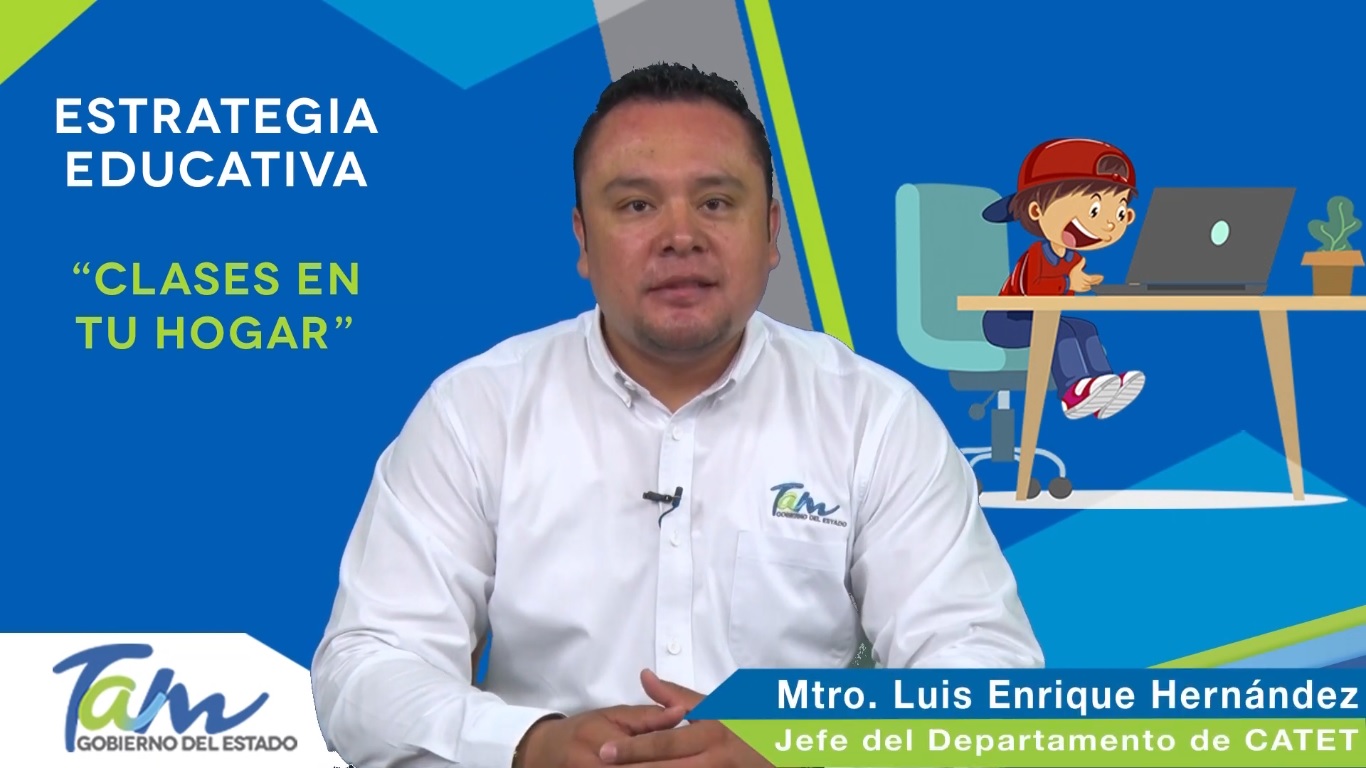 ESTRATEGIA
EDUCATIVA
“CLASES EN
TU HOGAR”
Tam
GOBIERNO DEL ESTADO
Tam
GOBIERNO DEL ESTADO
Mtro. Luis Enrique Hernández
Jefe del Departamento de CATET